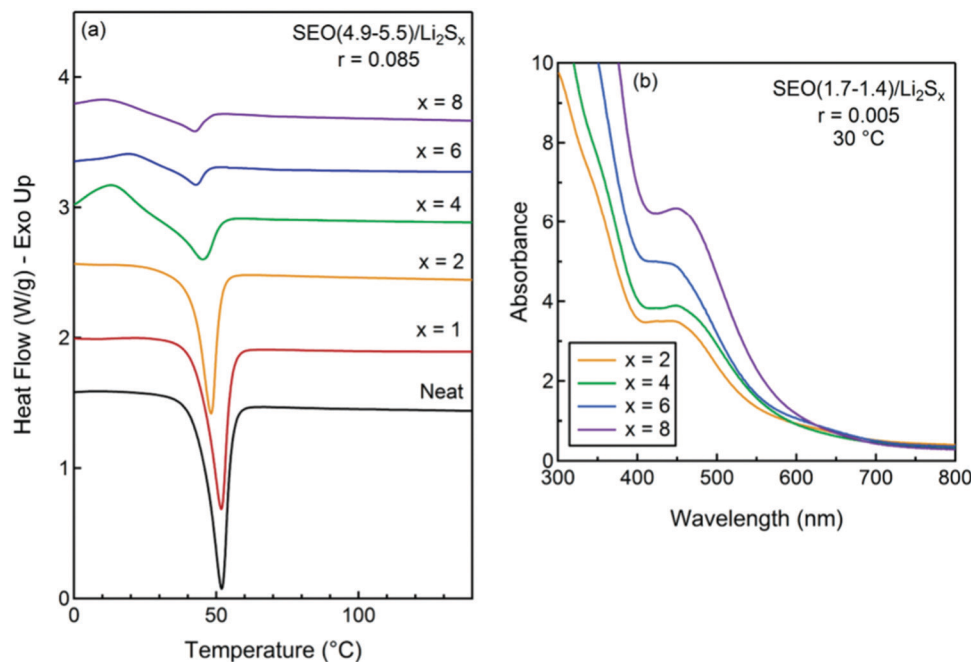 (a)
SEO(4.9-5.5)/Li₂Sₓ
r = 0.085
x = 8
x = 6
x = 4
x = 2
x = 1
Neat
4
3
2
1
0
Heat Flow (W/g) - Exo Up
0
50
100
Temperature (°C)
(b)
SEO(1.7-1.4)/Li₂Sₓ
r = 0.005
30 °C
10
8
6
4
2
0
Absorbance
x = 2
x = 4
x = 6
x = 8
300
400
500
600
700
800
Wavelength (nm)